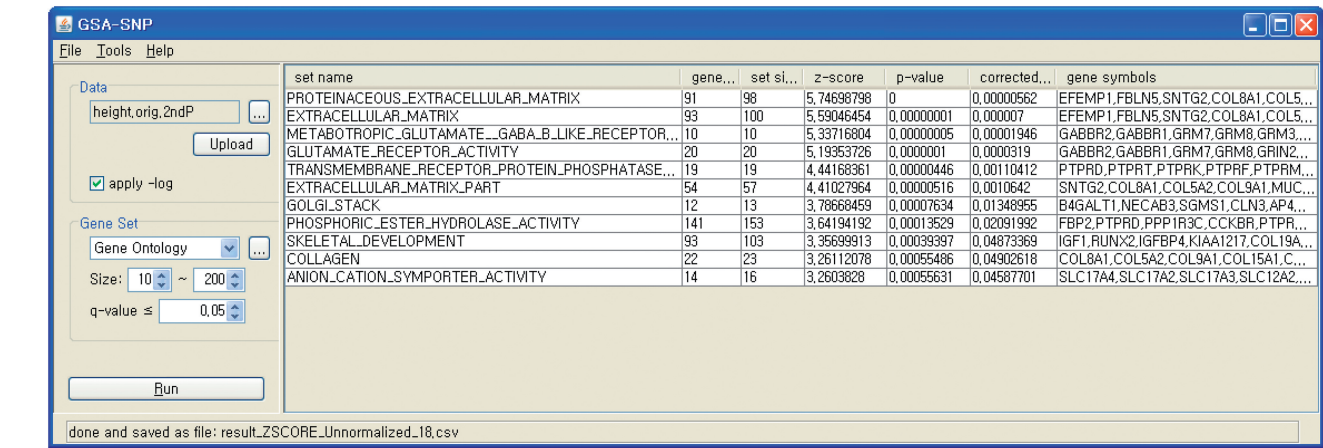 GSA-SNP
File Tools Help
Data
height,orig,2ndP ...
Upload
apply -log
Gene Set
Gene Ontology ...
Size: 10 ~ 200
q-value ≤ 0,05
Run
set name gene,,, set si,,, z-score p-value corrected,,, gene symbols
PROTEINACEOUS_EXTRACELLULAR_MATRIX 91 98 5,74698798 0 0,00000562 EFEMP1,FBLN5,SNTG2,COL8A1,COL5,,,
EXTRACELLULAR_MATRIX 93 100 5,59046454 0,00000001 0,000007 EFEMP1,FBLN5,SNTG2,COL8A1,COL5,,,
METABOTROPIC_GLUTAMATE__GABA_B_LIKE_RECEPTOR,,, 10 10 5,33716804 0,00000005 0,00001946 GABBR2,GABBR1,GRM7,GRM8,GRM3,,,
GLUTAMATE_RECEPTOR_ACTIVITY 20 20 5,19353726 0,0000001 0,0000319 GABBR2,GABBR1,GRM7,GRM8,GRIN2,,,
TRANSMEMBRANE_RECEPTOR_PROTEIN_PHOSPHATASE,,, 19 19 4,44168361 0,00000446 0,00110412 PTPRD,PTPRT,PTPRK,PTPRF,PTPRM,,,
EXTRACELLULAR_MATRIX_PART 54 57 4,41027964 0,00000516 0,0010642 SNTG2,COL8A1,COL5A2,COL9A1,MUC,,,
GOLGI_STACK 12 13 3,78668459 0,00007634 0,01348955 B4GALT1,NECAB3,SGMS1,CLN3,AP4,,,
PHOSPHORIC_ESTER_HYDROLASE_ACTIVITY 141 153 3,64194192 0,00013529 0,02091992 FBP2,PTPRD,PPP1R3C,CCKBR,PTPR,,,
SKELETAL_DEVELOPMENT 93 103 3,35699913 0,00039397 0,04873369 IGF1,RUNX2,IGFBP4,KIAA1217,COL19A,,,
COLLAGEN 22 23 3,26112078 0,00055486 0,04902618 COL8A1,COL5A2,COL9A1,COL15A1,C,,,
ANION_CATION_SYMPORTER_ACTIVITY 14 16 3,2603828 0,00055631 0,04587701 SLC17A4,SLC17A2,SLC17A3,SLC12A2,,,
done and saved as file: result_ZSCORE_Unnormalized_18,csv